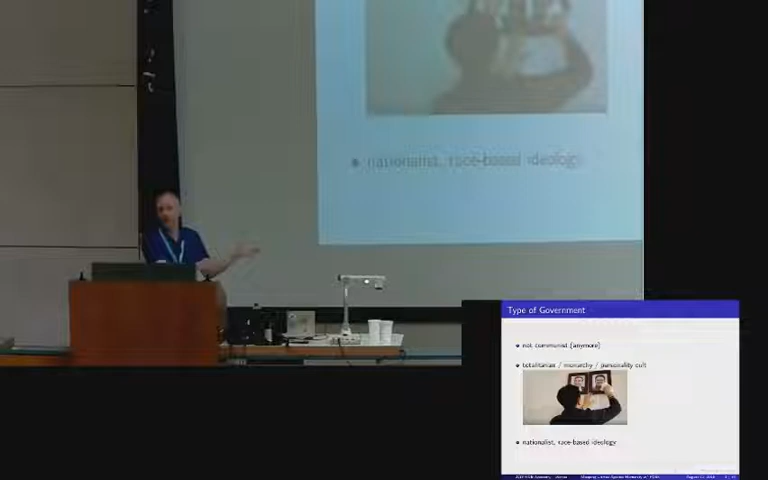 nationalist, race-based ideology
Type of Government
not communist (anymore)
totalitarian / monarchy / personality cult
nationalist, race-based ideology